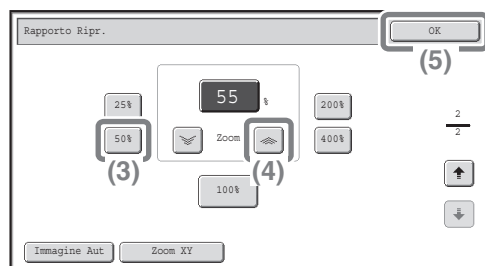 Rapporto Ripr.
OK
(5)
55 %
25%
200%
2
50%
Zoom
400%
2
(3)
(4)
100%
Immagine Aut
Zoom XY